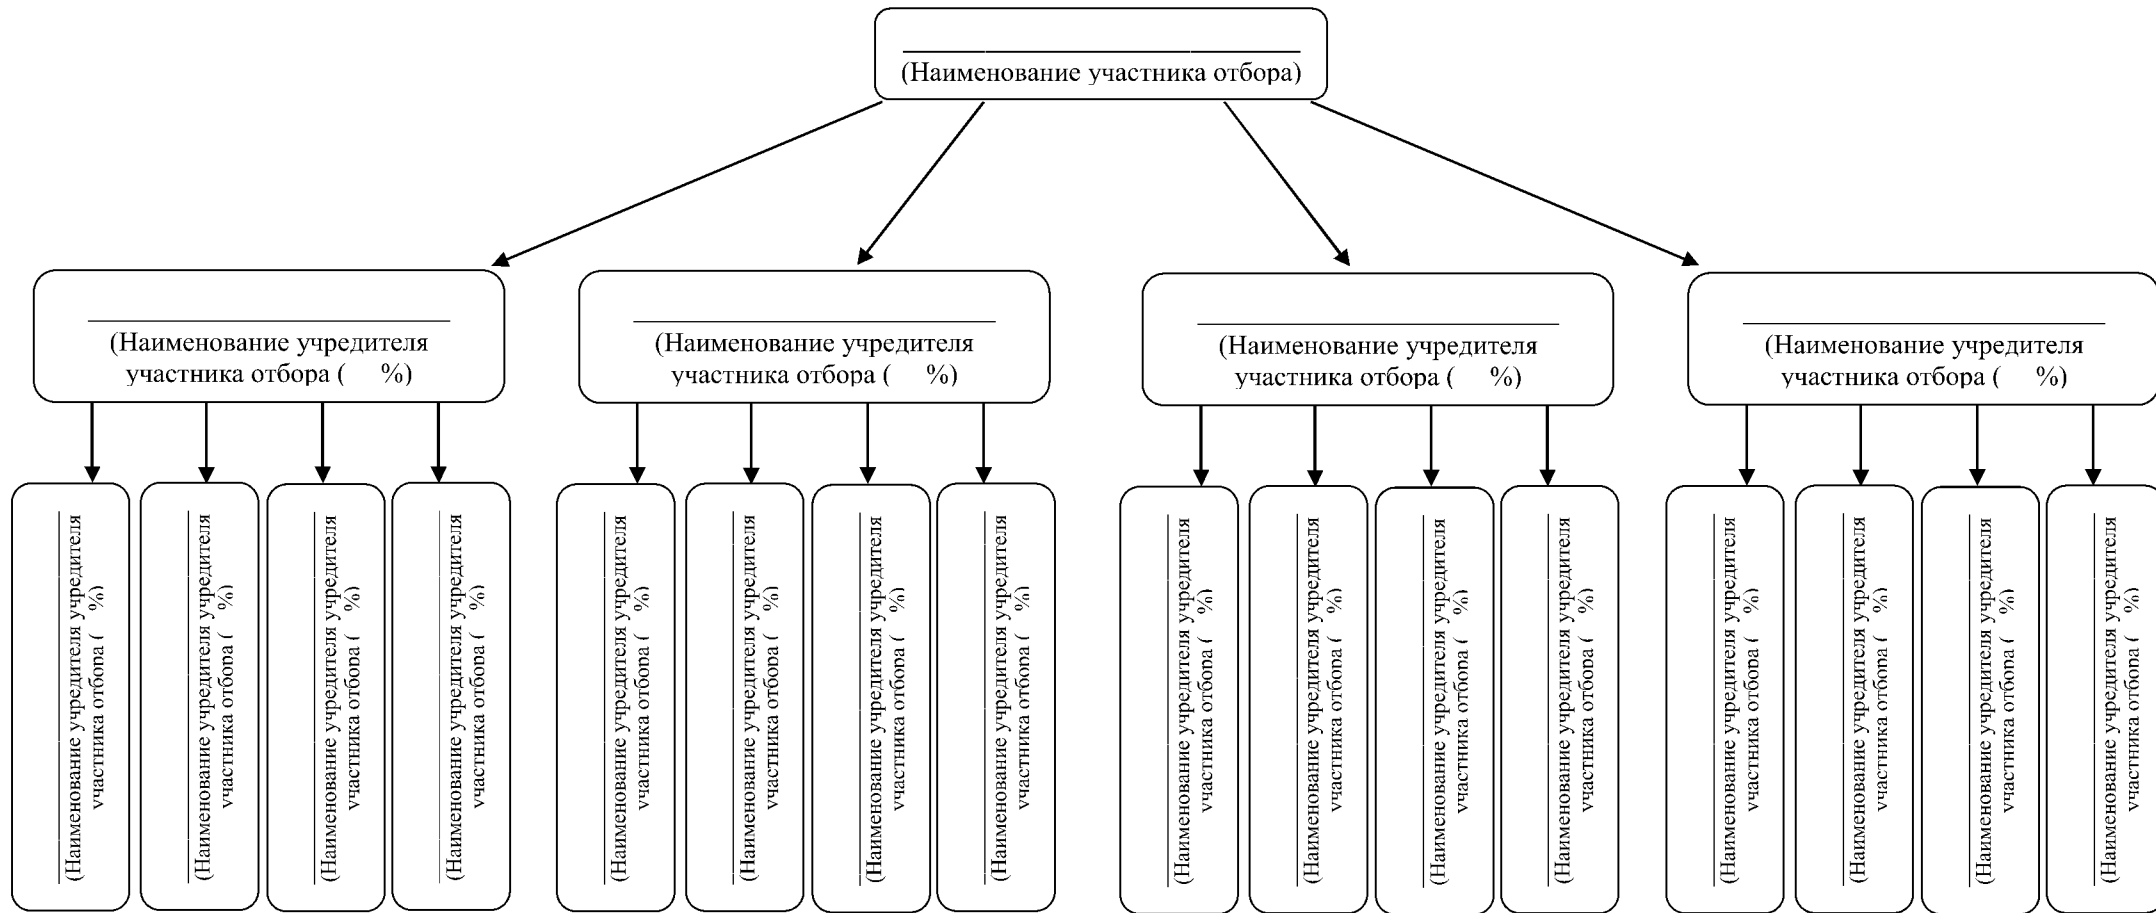 (Наименование участника отбора)
(Наименование учредителя
участника отбора (    %)
(Наименование учредителя
участника отбора (    %)
(Наименование учредителя
участника отбора (    %)
(Наименование учредителя
участника отбора (    %)
(Наименование учредителя учредителя
участника отбора (    %)
(Наименование учредителя учредителя
участника отбора (    %)
(Наименование учредителя учредителя
участника отбора (    %)
(Наименование учредителя учредителя
участника отбора (    %)
(Наименование учредителя учредителя
участника отбора (    %)
(Наименование учредителя учредителя
участника отбора (    %)
(Наименование учредителя учредителя
участника отбора (    %)
(Наименование учредителя учредителя
участника отбора (    %)
(Наименование учредителя учредителя
участника отбора (    %)
(Наименование учредителя учредителя
участника отбора (    %)
(Наименование учредителя учредителя
участника отбора (    %)
(Наименование учредителя учредителя
участника отбора (    %)
(Наименование учредителя учредителя
участника отбора (    %)
(Наименование учредителя учредителя
участника отбора (    %)
(Наименование учредителя учредителя
участника отбора (    %)
(Наименование учредителя учредителя
участника отбора (    %)